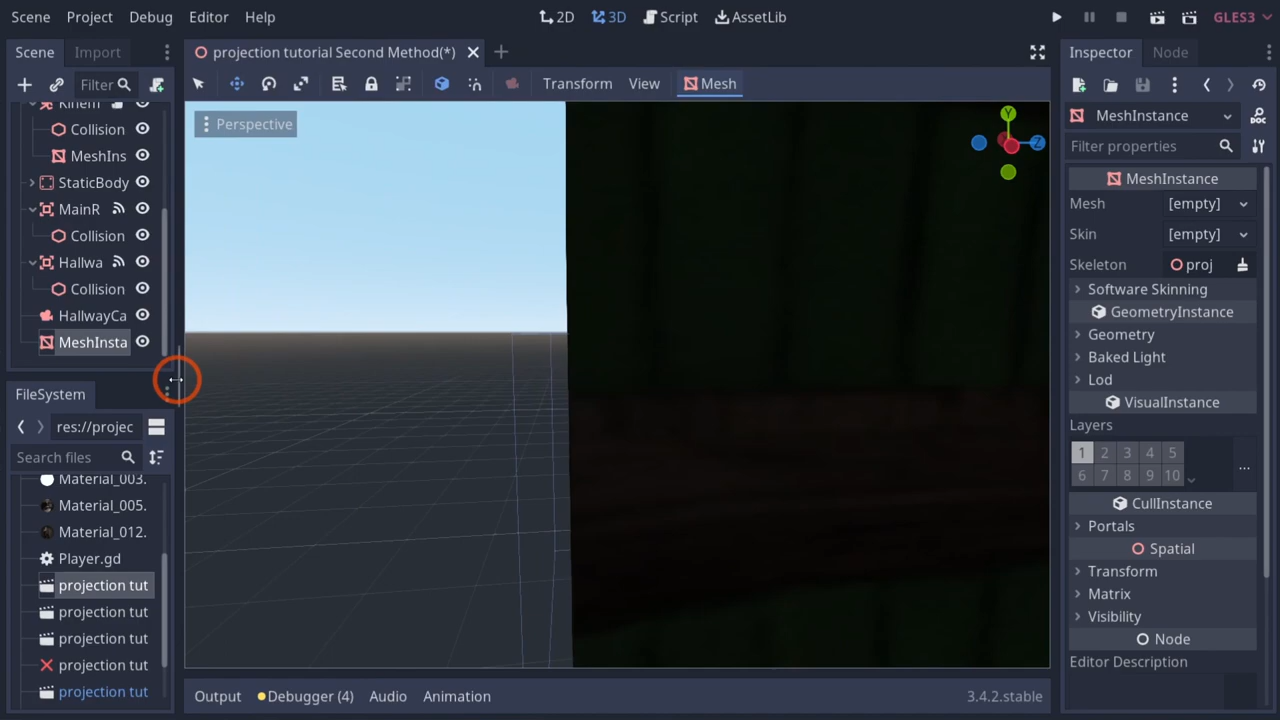 Scene Project Debug Editor Help 2D 3D Script AssetLib GLES3
Scene Import projection tutorial Second Method(*) Inspector Node
Filter Transform View Mesh
Kinem
Collision
MeshIns
StaticBody
MainR
Collision
Hallwa
Collision
HallwayCa
MeshInsta
FileSystem
res://projec
Search files
Material_003.
Material_005.
Material_012.
Player.gd
projection tut
projection tut
projection tut
projection tut
projection tut
Perspective
Y
Z
Output Debugger (4) Audio Animation 3.4.2.stable
MeshInstance
Filter properties
MeshInstance
Mesh [empty]
Skin [empty]
Skeleton proj
Software Skinning
GeometryInstance
Geometry
Baked Light
Lod
VisualInstance
Layers
1 2 3 4 5
6 7 8 9 10 ...
CullInstance
Portals
Spatial
Transform
Matrix
Visibility
Node
Editor Description